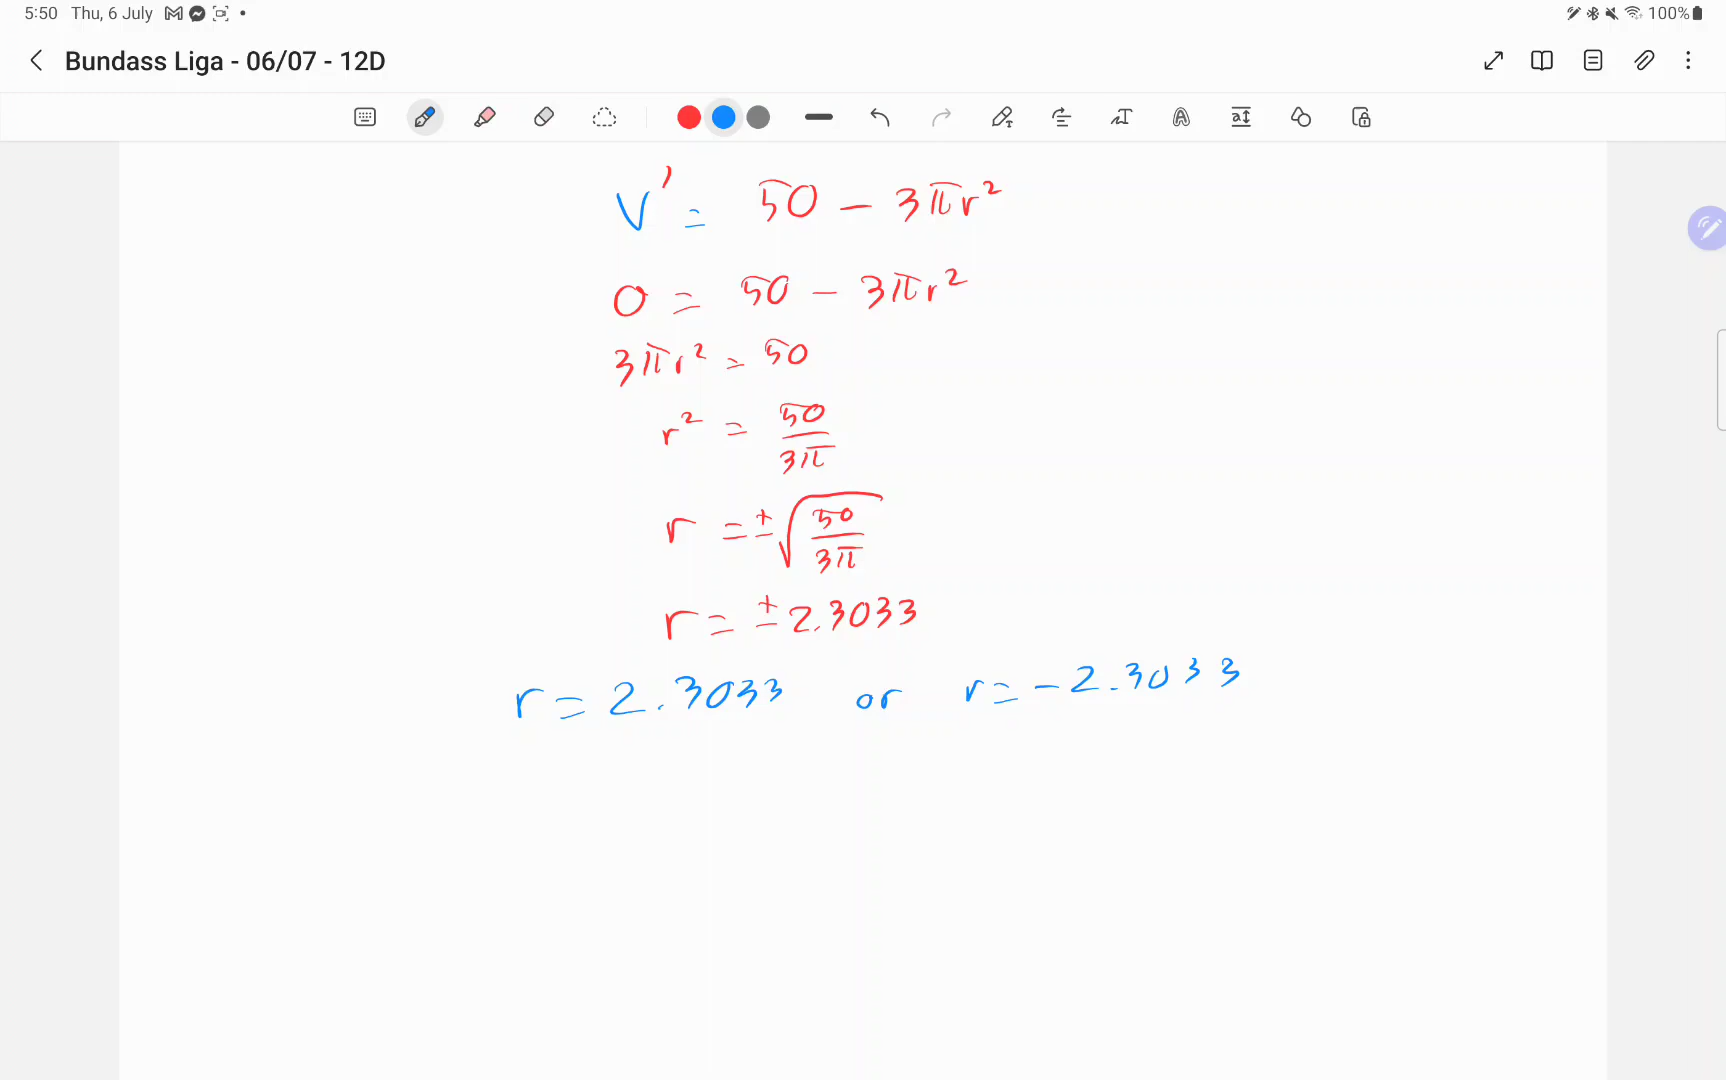 5:50 Thu, 6 July 100%
Bundass Liga - 06/07 - 12D
V' = 50 - 3πr²
0 = 50 - 3πr²
3πr² = 50
r² = 50/3π
r = ±√(50/3π)
r = ±2.3033
r = 2.3033 or r = -2.3033